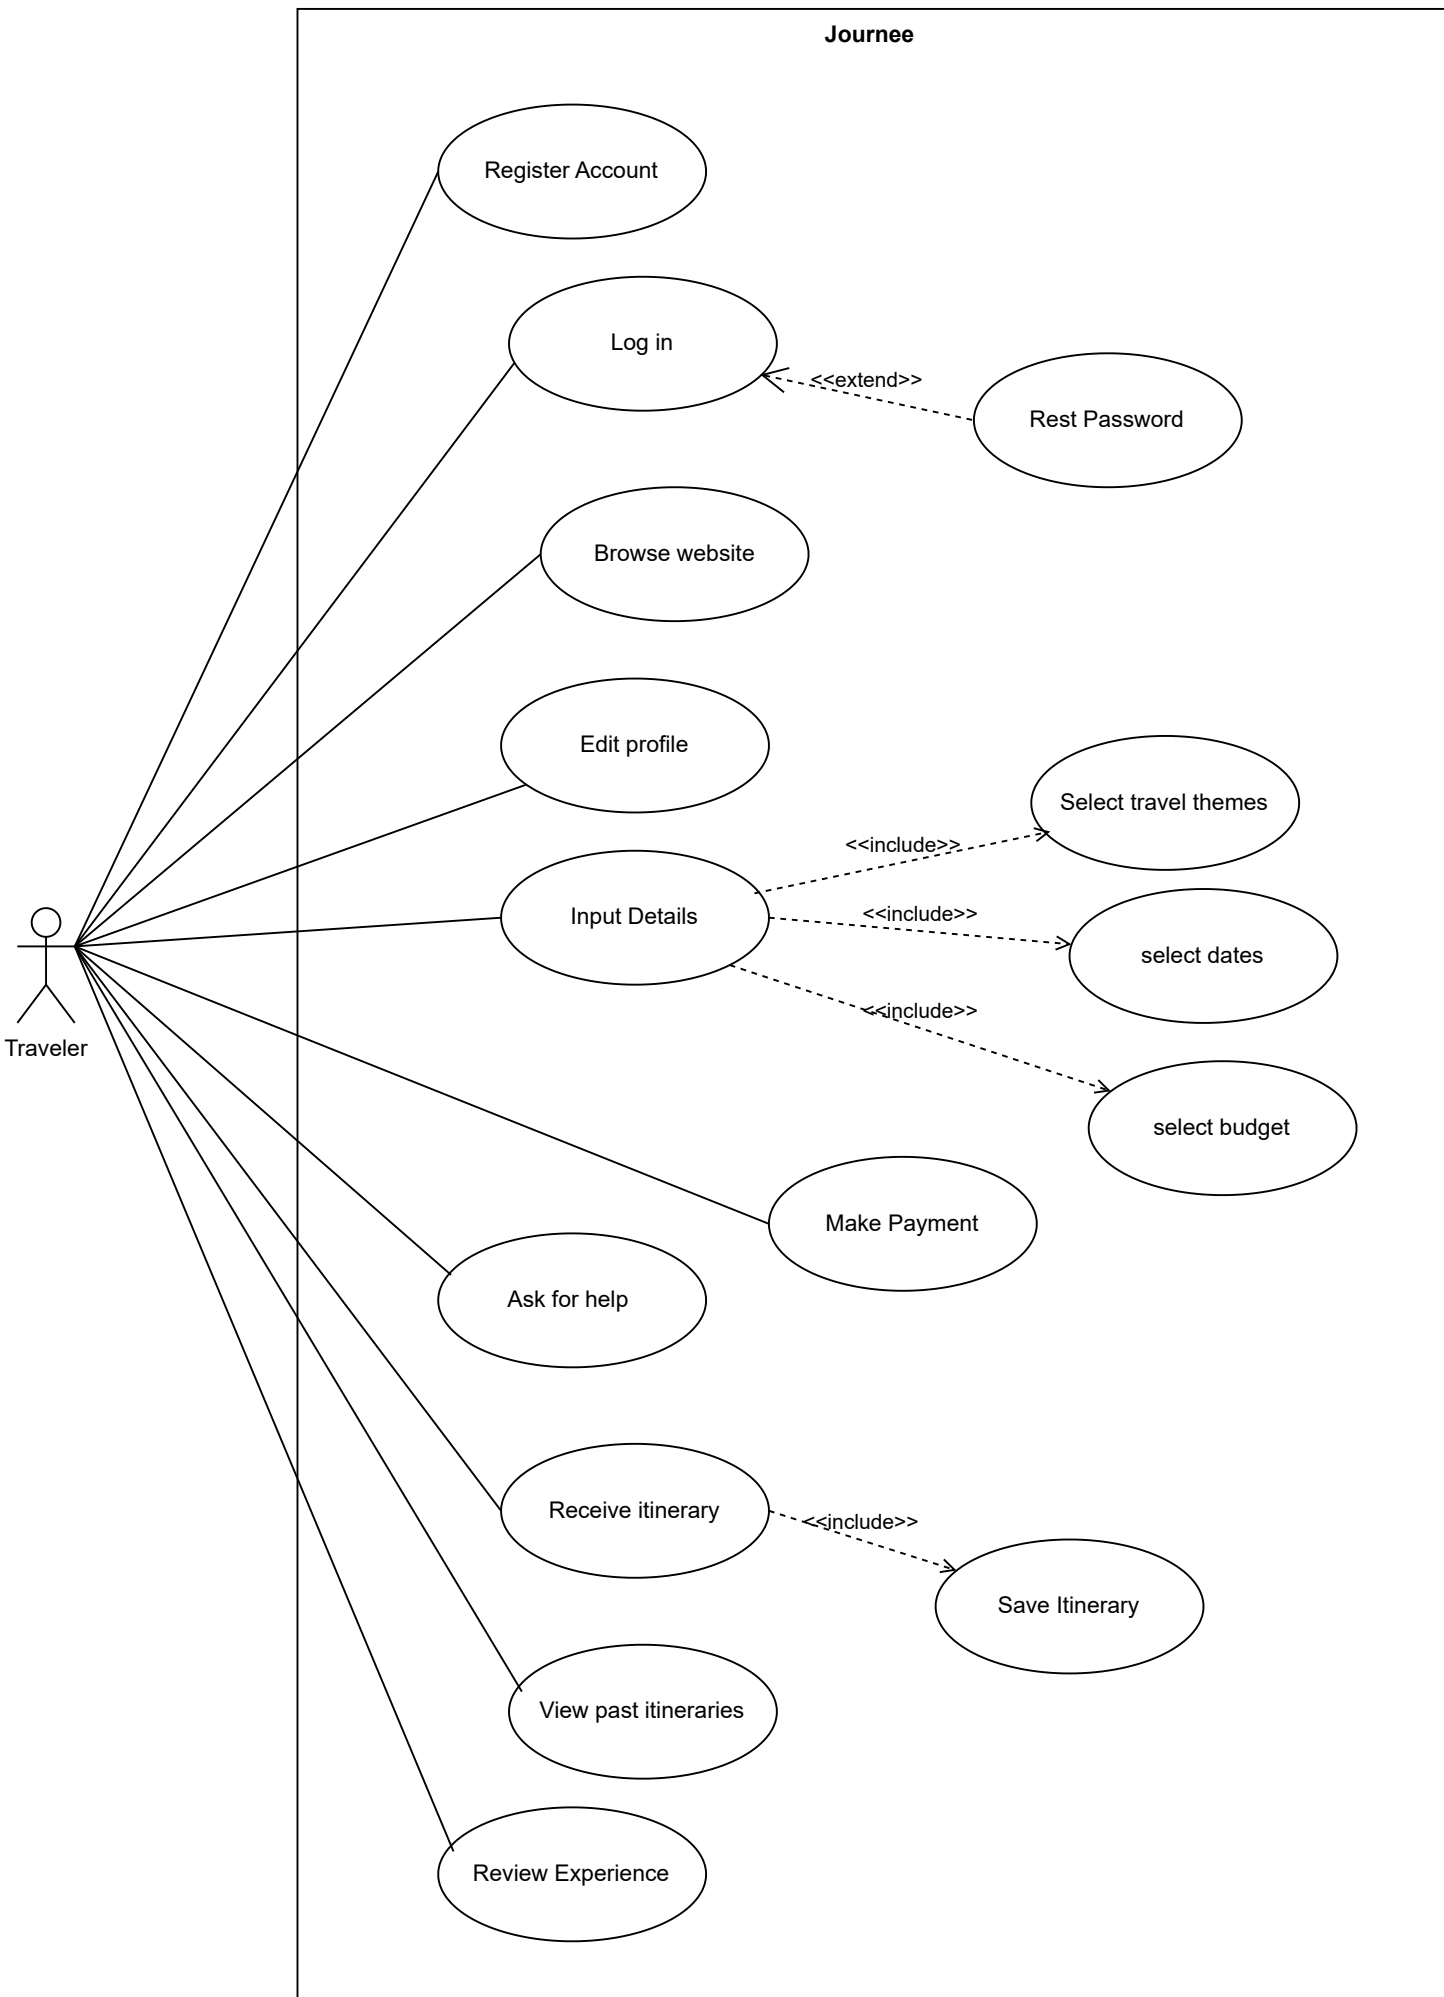 Journee
Register Account
Log in
<<extend>>
Rest Password
Browse website
Edit profile
Select travel themes
<<include>>
Input Details
<<include>>
select dates
<<include>>
Traveler
select budget
Make Payment
Ask for help
Receive itinerary
<<include>>
Save Itinerary
View past itineraries
Review Experience